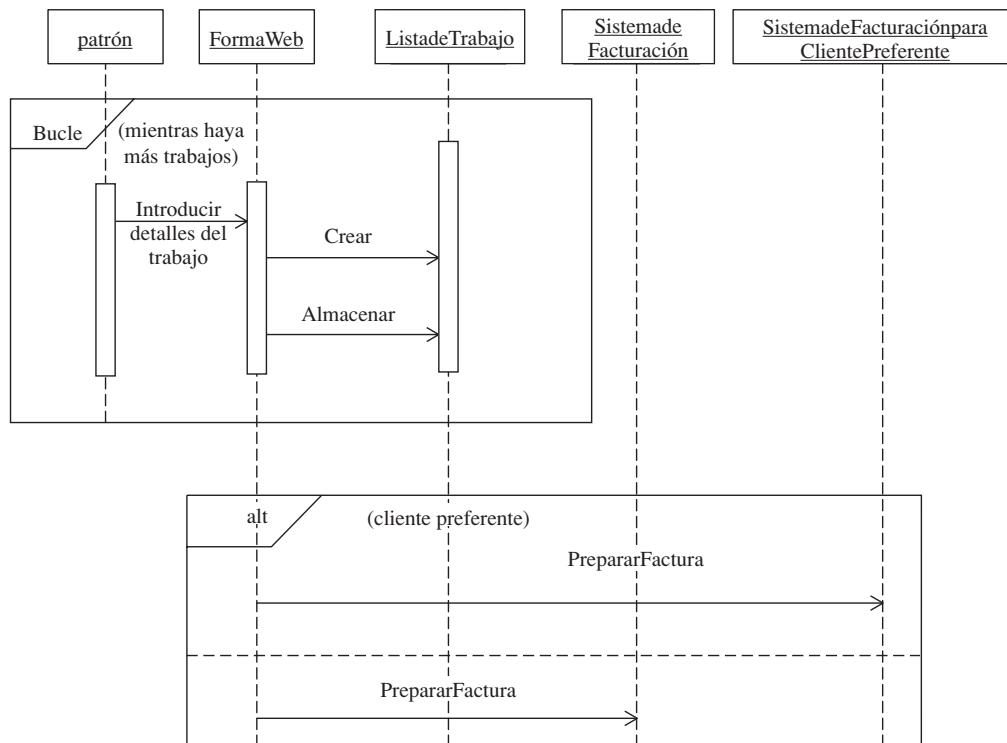 patrón
FormaWeb
ListadeTrabajo
Sistemade
Facturación
SistemadeFacturaciónpara
ClientePreferente
Bucle
(mientras haya
más trabajos)
Introducir
detalles del
trabajo
Crear
Almacenar
alt
(cliente preferente)
PrepararFactura
PrepararFactura